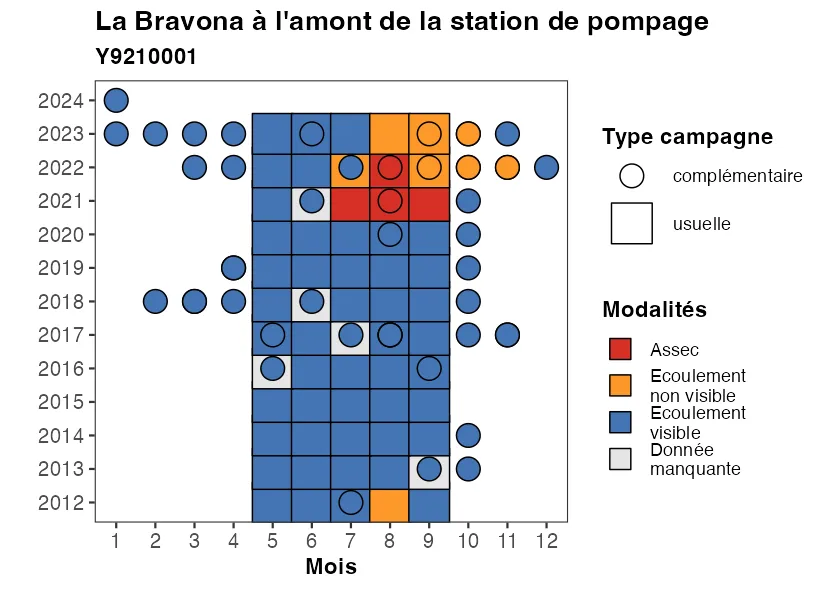 La Bravona à l'amont de la station de pompage
Y9210001
2024
2023
2022
2021
2020
2019
2018
2017
2016
2015
2014
2013
2012
1 2 3 4 5 6 7 8 9 10 11 12
Mois
Type campagne
complémentaire
usuelle
Modalités
Assec
Ecoulement
non visible
Ecoulement
visible
Donnée
manquante